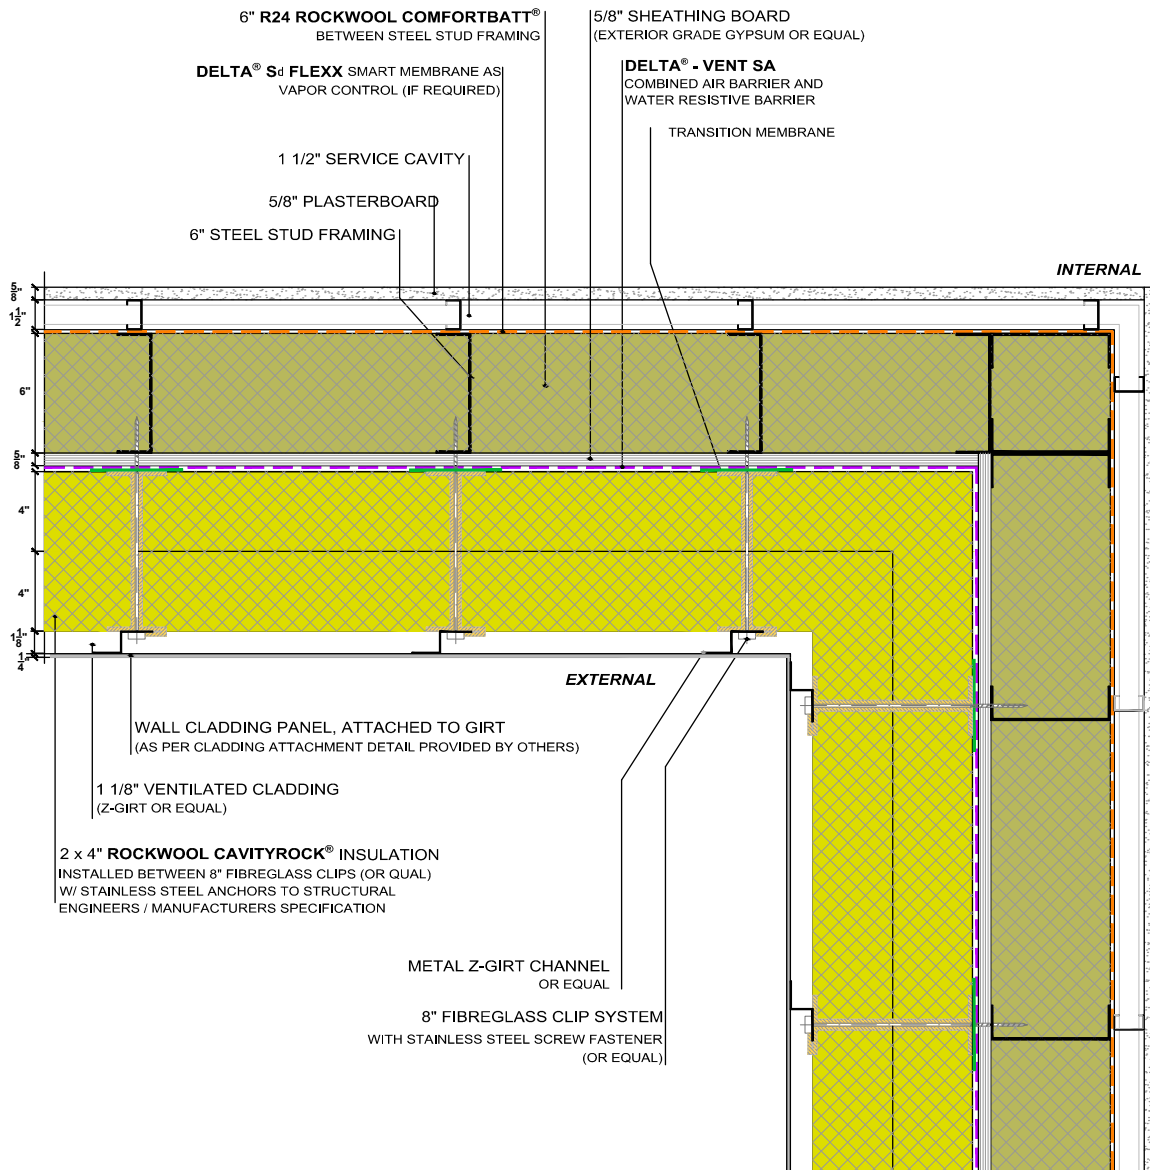 6" R24 ROCKWOOL COMFORTBATT®
BETWEEN STEEL STUD FRAMING
5/8" SHEATHING BOARD
(EXTERIOR GRADE GYPSUM OR EQUAL)
DELTA® Sd FLEXX SMART MEMBRANE AS
VAPOR CONTROL (IF REQUIRED)
DELTA® - VENT SA
COMBINED AIR BARRIER AND
WATER RESISTIVE BARRIER
TRANSITION MEMBRANE
1 1/2" SERVICE CAVITY
5/8" PLASTERBOARD
6" STEEL STUD FRAMING
INTERNAL
5/8"
1 1/2"
6"
5/8"
4"
4"
1 1/8"
1/4"
EXTERNAL
WALL CLADDING PANEL, ATTACHED TO GIRT
(AS PER CLADDING ATTACHMENT DETAIL PROVIDED BY OTHERS)
1 1/8" VENTILATED CLADDING
(Z-GIRT OR EQUAL)
2 x 4" ROCKWOOL CAVITYROCK® INSULATION
INSTALLED BETWEEN 8" FIBREGLASS CLIPS (OR QUAL)
W/ STAINLESS STEEL ANCHORS TO STRUCTURAL
ENGINEERS / MANUFACTURERS SPECIFICATION
METAL Z-GIRT CHANNEL
OR EQUAL
8" FIBREGLASS CLIP SYSTEM
WITH STAINLESS STEEL SCREW FASTENER
(OR EQUAL)